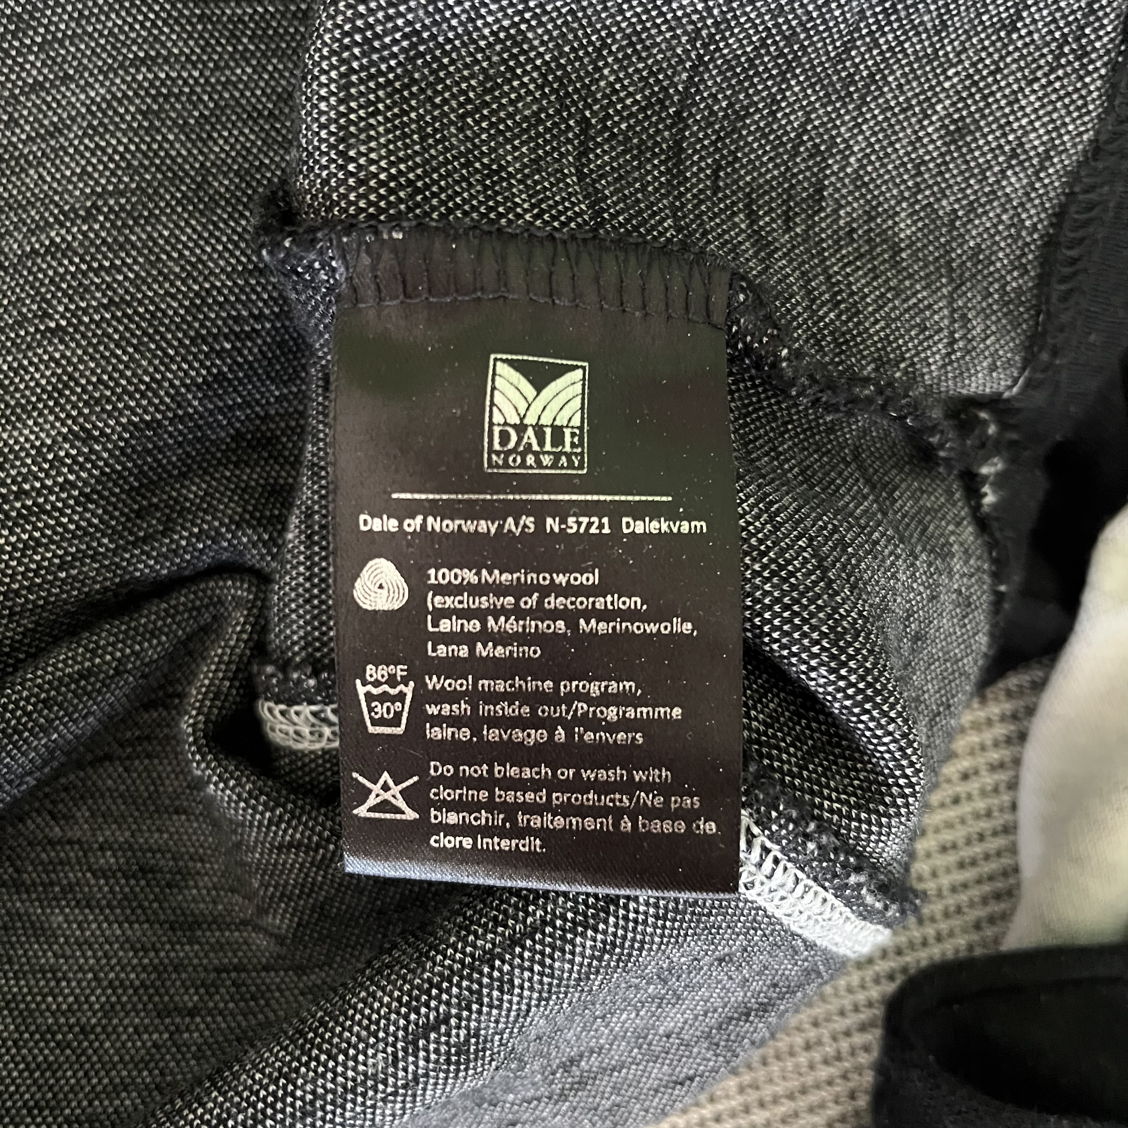 DALE
NORWAY
Dale of Norway A/S N-5721 Dalekvam
100% Merino wool
(exclusive of decoration,
Laine Mérinos, Merinowolle,
Lana Merino
86°F
30°
Wool machine program,
wash inside out/Programme
laine, lavage à l'envers
Do not bleach or wash with
clorine based products/Ne pas
blanchir, traitement à base de
clore interdit.